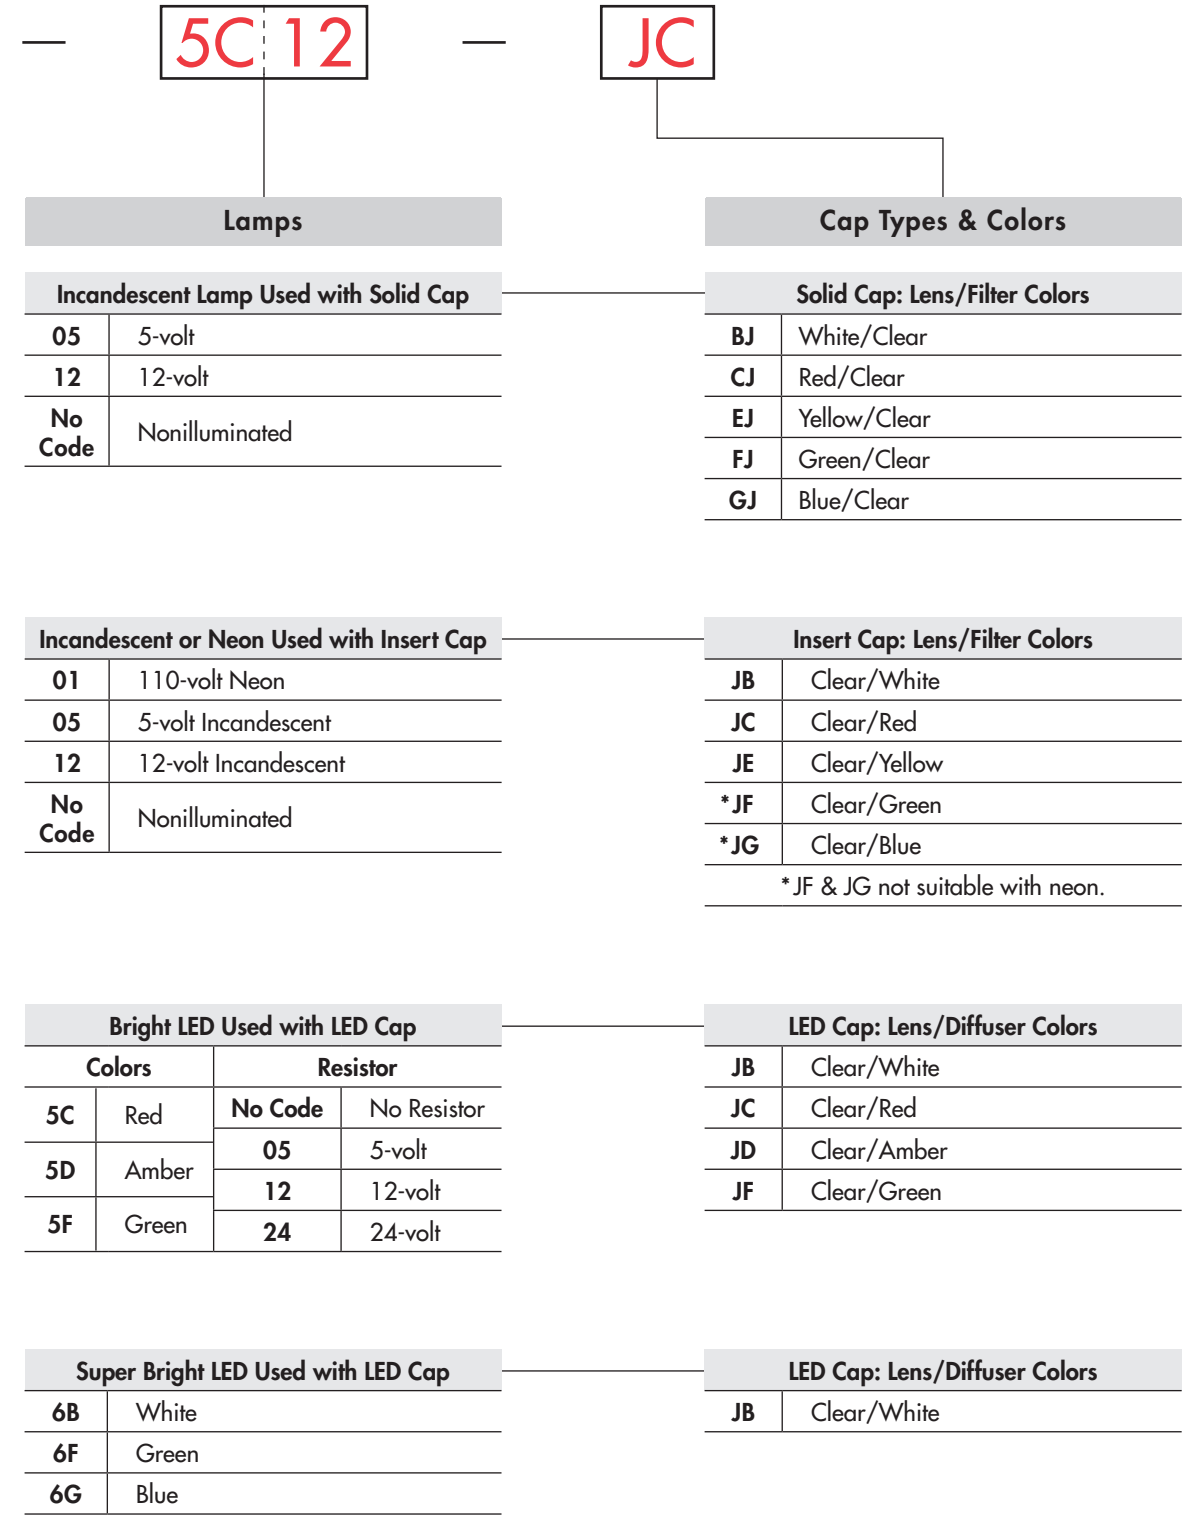 — 5C 12 — JC
Lamps
Incandescent Lamp Used with Solid Cap
05 5-volt
12 12-volt
No
Code Nonilluminated
Cap Types & Colors
Solid Cap: Lens/Filter Colors
BJ White/Clear
CJ Red/Clear
EJ Yellow/Clear
FJ Green/Clear
GJ Blue/Clear
Incandescent or Neon Used with Insert Cap
01 110-volt Neon
05 5-volt Incandescent
12 12-volt Incandescent
No
Code Nonilluminated
Insert Cap: Lens/Filter Colors
JB Clear/White
JC Clear/Red
JE Clear/Yellow
*JF Clear/Green
*JG Clear/Blue
*JF & JG not suitable with neon.
Bright LED Used with LED Cap
Colors
5C Red
5D Amber
5F Green
Resistor
No Code No Resistor
05 5-volt
12 12-volt
24 24-volt
LED Cap: Lens/Diffuser Colors
JB Clear/White
JC Clear/Red
JD Clear/Amber
JF Clear/Green
Super Bright LED Used with LED Cap
6B White
6F Green
6G Blue
LED Cap: Lens/Diffuser Colors
JB Clear/White